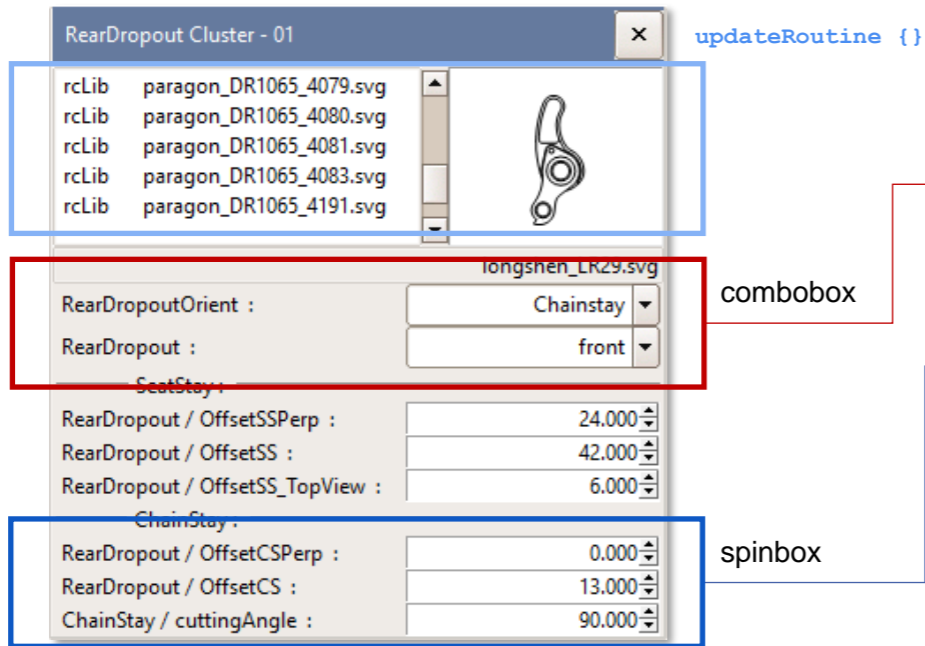 RearDropout Cluster - 01
updateRoutine {}
rcLib paragon_DR1065_4079.svg
rcLib paragon_DR1065_4080.svg
rcLib paragon_DR1065_4081.svg
rcLib paragon_DR1065_4083.svg
rcLib paragon_DR1065_4191.svg
longshen_LR29.svg
RearDropoutOrient : Chainstay
combobox
RearDropout : front
SeatStay :
RearDropout / OffsetSSPerp : 24.000
RearDropout / OffsetSS : 42.000
RearDropout / OffsetSS_TopView : 6.000
ChainStay :
RearDropout / OffsetCSPerp : 0.000
spinbox
RearDropout / OffsetCS : 13.000
ChainStay / cuttingAngle : 90.000